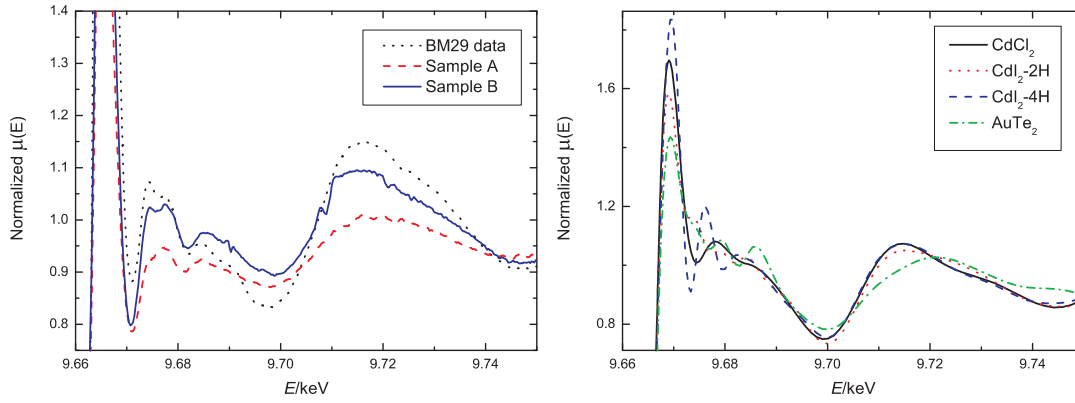 1.4
1.3
1.2
1.1
1.0
0.9
0.8
Normalized μ(E)
BM29 data
Sample A
Sample B
9.66 9.68 9.70 9.72 9.74
E/keV
1.6
1.2
0.8
Normalized μ(E)
CdCl₂
CdI₂-2H
CdI₂-4H
AuTe₂
9.66 9.68 9.70 9.72 9.74
E/keV